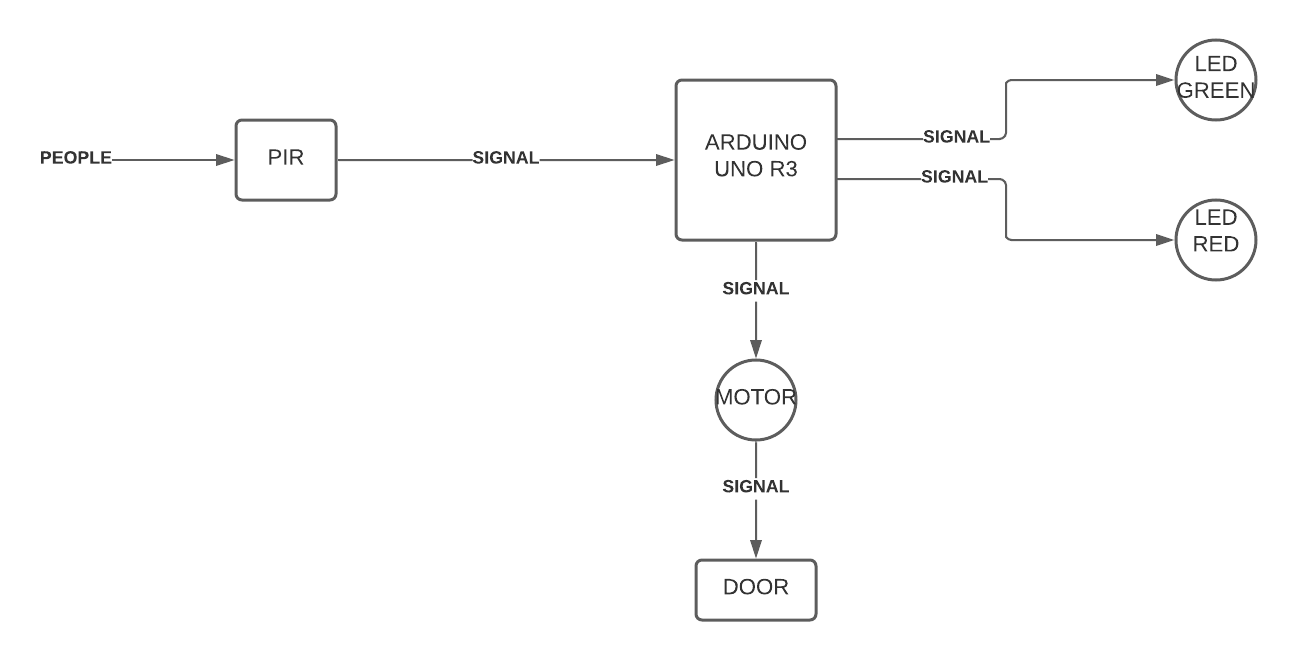 PEOPLE
PIR
SIGNAL
ARDUINO
UNO R3
SIGNAL
LED
GREEN
SIGNAL
LED
RED
SIGNAL
MOTOR
SIGNAL
DOOR